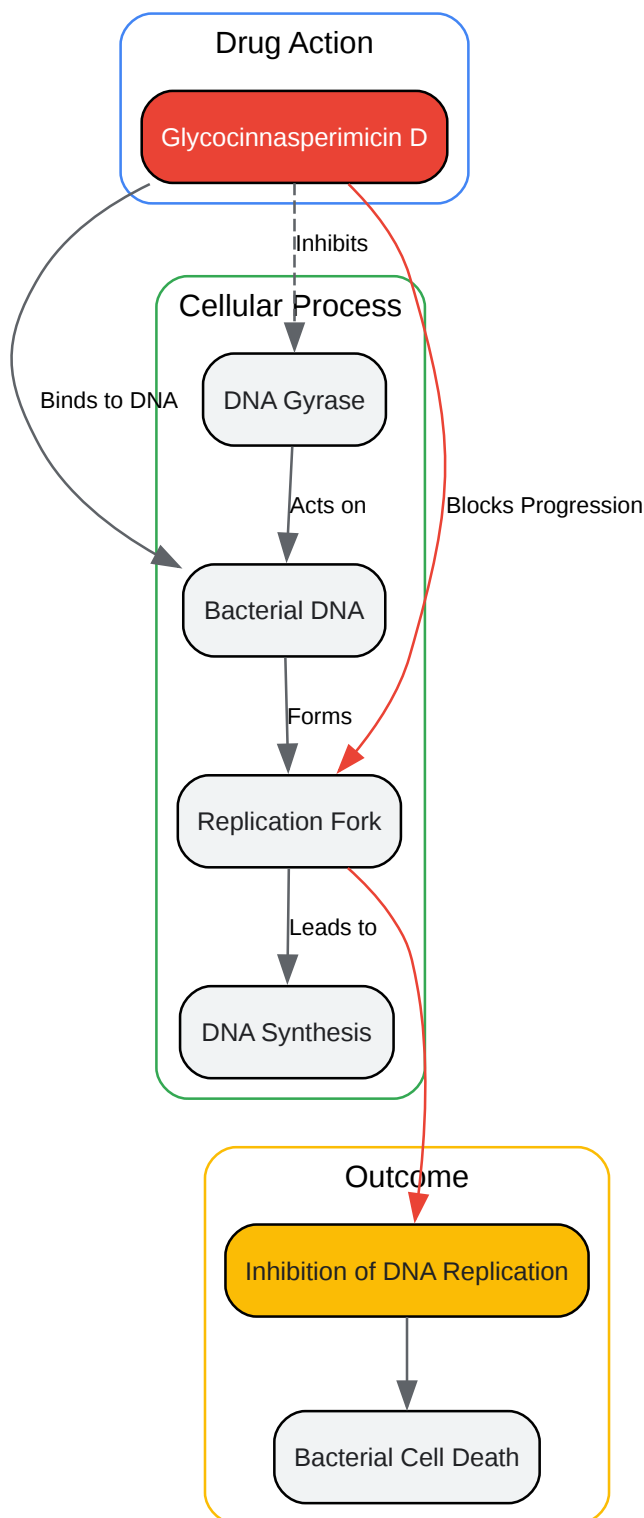 Drug Action
Glycocinnasperimicin D
Inhibits
Cellular Process
DNA Gyrase
Binds to DNA
Acts on
Blocks Progression
Bacterial DNA
Forms
Replication Fork
Leads to
DNA Synthesis
Outcome
Inhibition of DNA Replication
Bacterial Cell Death